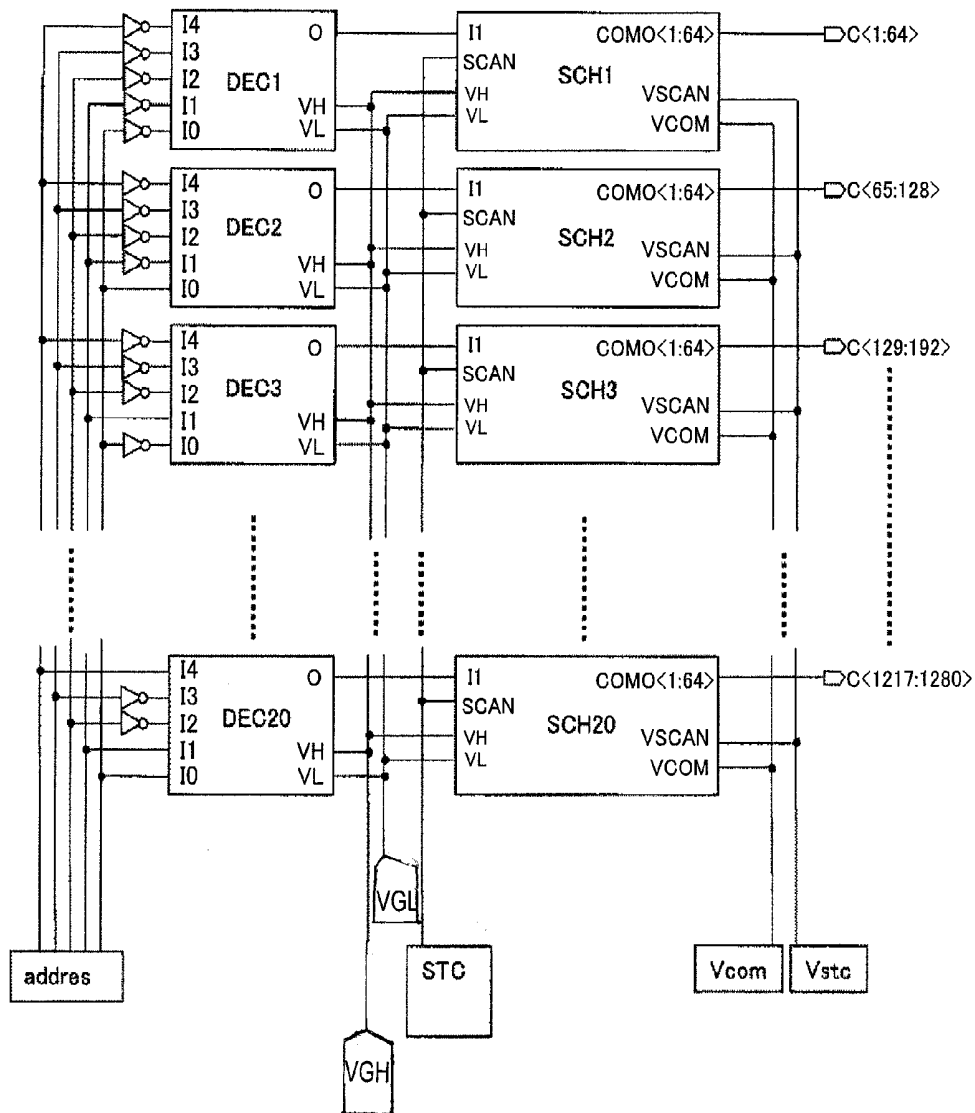 I4
I3
I2
I1
I0
DEC1
O
VH
VL
I1
SCAN
VH
VL
SCH1
COMO<1:64>
VSCAN
VCOM
C<1:64>
I4
I3
I2
I1
I0
DEC2
O
VH
VL
I1
SCAN
VH
VL
SCH2
COMO<1:64>
VSCAN
VCOM
C<65:128>
I4
I3
I2
I1
I0
DEC3
O
VH
VL
I1
SCAN
VH
VL
SCH3
COMO<1:64>
VSCAN
VCOM
C<129:192>
I4
I3
I2
I1
I0
DEC20
O
VH
VL
I1
SCAN
VH
VL
SCH20
COMO<1:64>
VSCAN
VCOM
C<1217:1280>
addres
VGL
VGH
STC
Vcom
Vstc